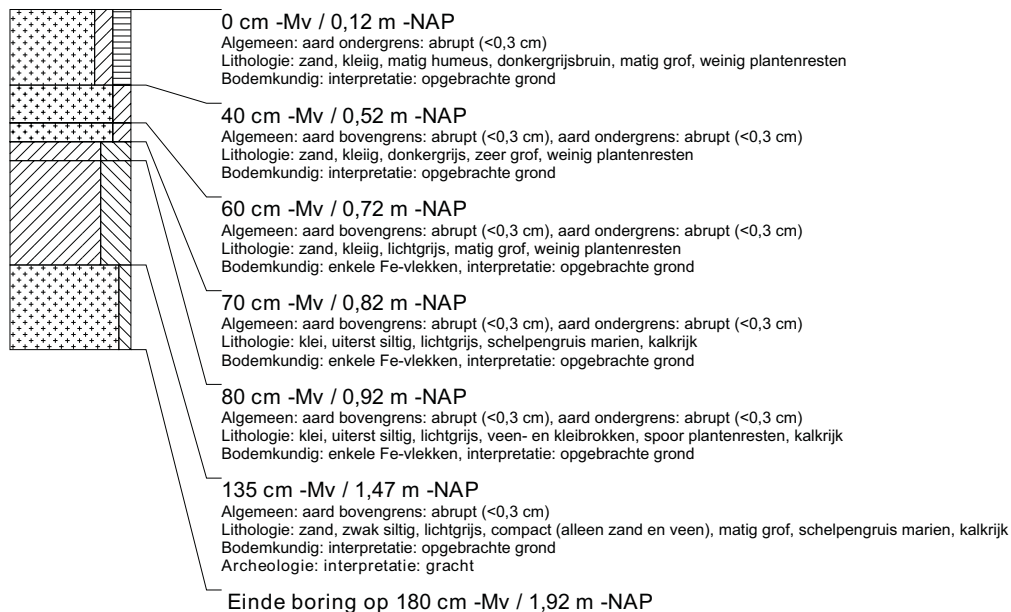 0 cm -Mv / 0,12 m -NAP
Algemeen: aard ondergrens: abrupt (<0,3 cm)
Lithologie: zand, kleiig, matig humeus, donkergrijsbruin, matig grof, weinig plantenresten
Bodemkundig: interpretatie: opgebrachte grond
40 cm -Mv / 0,52 m -NAP
Algemeen: aard bovengrens: abrupt (<0,3 cm), aard ondergrens: abrupt (<0,3 cm)
Lithologie: zand, kleiig, donkergrijs, zeer grof, weinig plantenresten
Bodemkundig: interpretatie: opgebrachte grond
60 cm -Mv / 0,72 m -NAP
Algemeen: aard bovengrens: abrupt (<0,3 cm), aard ondergrens: abrupt (<0,3 cm)
Lithologie: zand, kleiig, lichtgrijs, matig grof, weinig plantenresten
Bodemkundig: enkele Fe-vlekken, interpretatie: opgebrachte grond
70 cm -Mv / 0,82 m -NAP
Algemeen: aard bovengrens: abrupt (<0,3 cm), aard ondergrens: abrupt (<0,3 cm)
Lithologie: klei, uiterst siltig, lichtgrijs, schelpengruis marien, kalkrijk
Bodemkundig: enkele Fe-vlekken, interpretatie: opgebrachte grond
80 cm -Mv / 0,92 m -NAP
Algemeen: aard bovengrens: abrupt (<0,3 cm), aard ondergrens: abrupt (<0,3 cm)
Lithologie: klei, uiterst siltig, lichtgrijs, veen- en kleibrokken, spoor plantenresten, kalkrijk
Bodemkundig: enkele Fe-vlekken, interpretatie: opgebrachte grond
135 cm -Mv / 1,47 m -NAP
Algemeen: aard bovengrens: abrupt (<0,3 cm)
Lithologie: zand, zwak siltig, lichtgrijs, compact (alleen zand en veen), matig grof, schelpengruis marien, kalkrijk
Bodemkundig: interpretatie: opgebrachte grond
Archeologie: interpretatie: gracht
Einde boring op 180 cm -Mv / 1,92 m -NAP